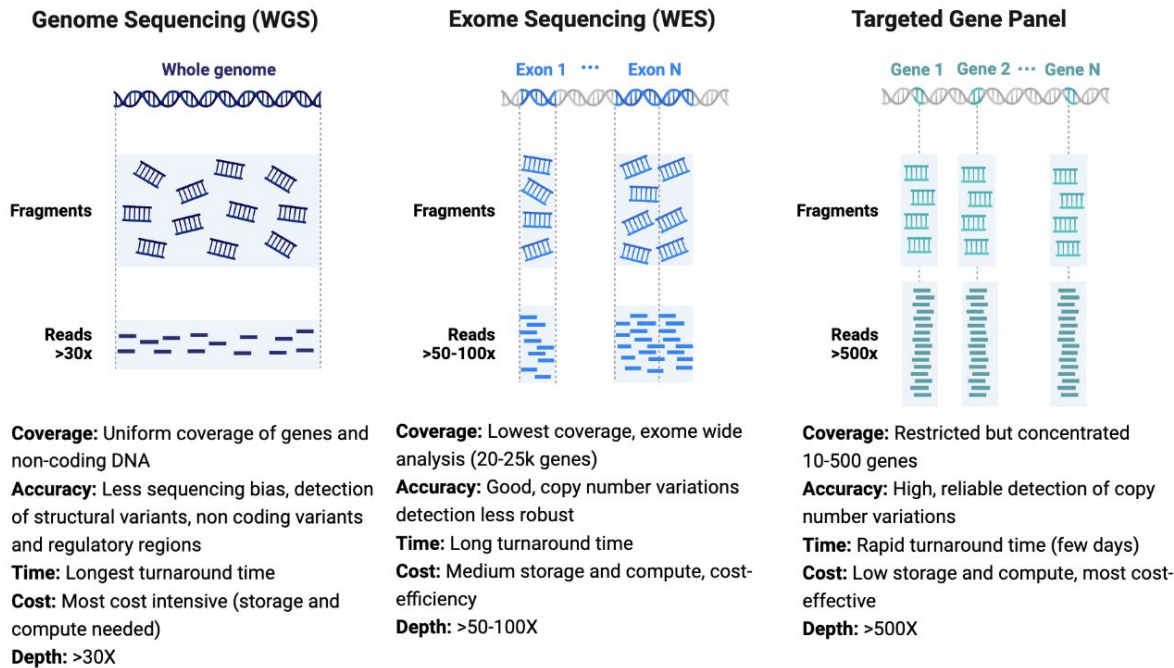 Genome Sequencing (WGS)
Whole genome
Fragments
Reads
>30x
Coverage: Uniform coverage of genes and
non-coding DNA
Accuracy: Less sequencing bias, detection
of structural variants, non coding variants
and regulatory regions
Time: Longest turnaround time
Cost: Most cost intensive (storage and
compute needed)
Depth: >30X
Exome Sequencing (WES)
Exon 1 ··· Exon N
Fragments
Reads
>50-100x
Coverage: Lowest coverage, exome wide
analysis (20-25k genes)
Accuracy: Good, copy number variations
detection less robust
Time: Long turnaround time
Cost: Medium storage and compute, cost-
efficiency
Depth: >50-100X
Targeted Gene Panel
Gene 1 Gene 2 ··· Gene N
Fragments
Reads
>500x
Coverage: Restricted but concentrated
10-500 genes
Accuracy: High, reliable detection of copy
number variations
Time: Rapid turnaround time (few days)
Cost: Low storage and compute, most cost-
effective
Depth: >500X